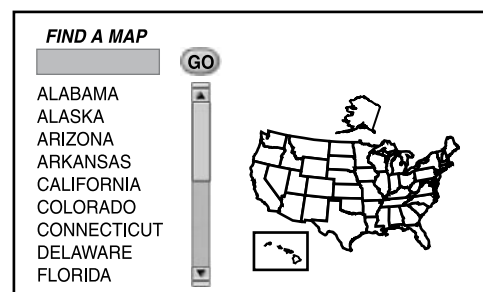 FIND A MAP
GO
ALABAMA
ALASKA
ARIZONA
ARKANSAS
CALIFORNIA
COLORADO
CONNECTICUT
DELAWARE
FLORIDA